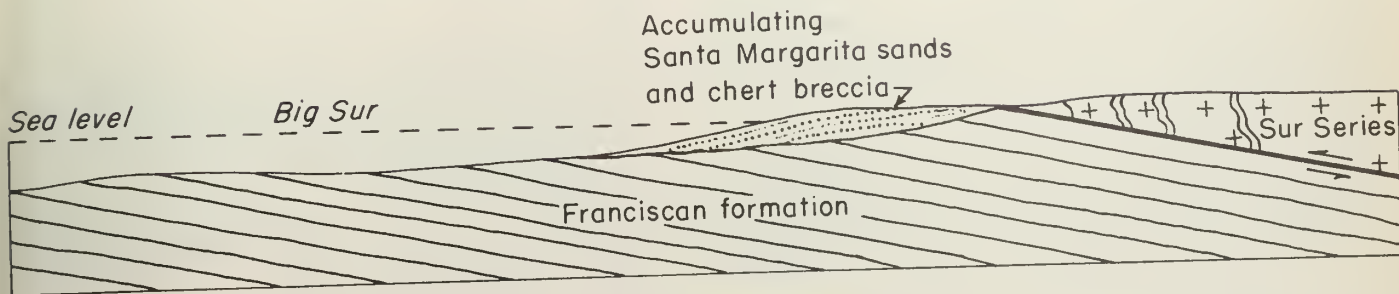 Accumulating
Santa Margarita sands
and chert breccia
Sea level
Big Sur
Sur Series
Franciscan formation